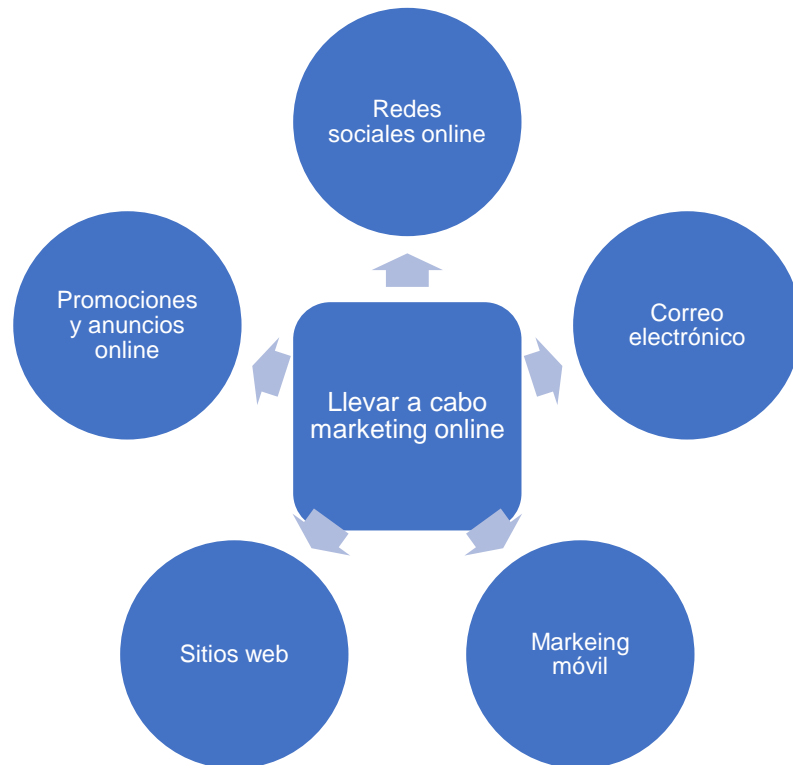 Redes
sociales online
Promociones
y anuncios
online
Correo
electrónico
Llevar a cabo
marketing online
Sitios web
Markeing
móvil